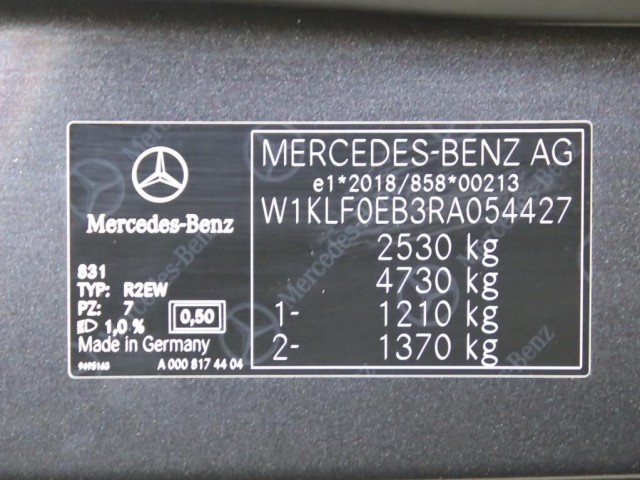 Mercedes-Benz
831
TYP: R2EW
PZ: 7
1,0 %
0,50
Made in Germany
A 000 817 44 04
MERCEDES-BENZ AG
e1*2018/858*00213
W1KLF0EB3RA054427
2530 kg
4730 kg
1- 1210 kg
2- 1370 kg